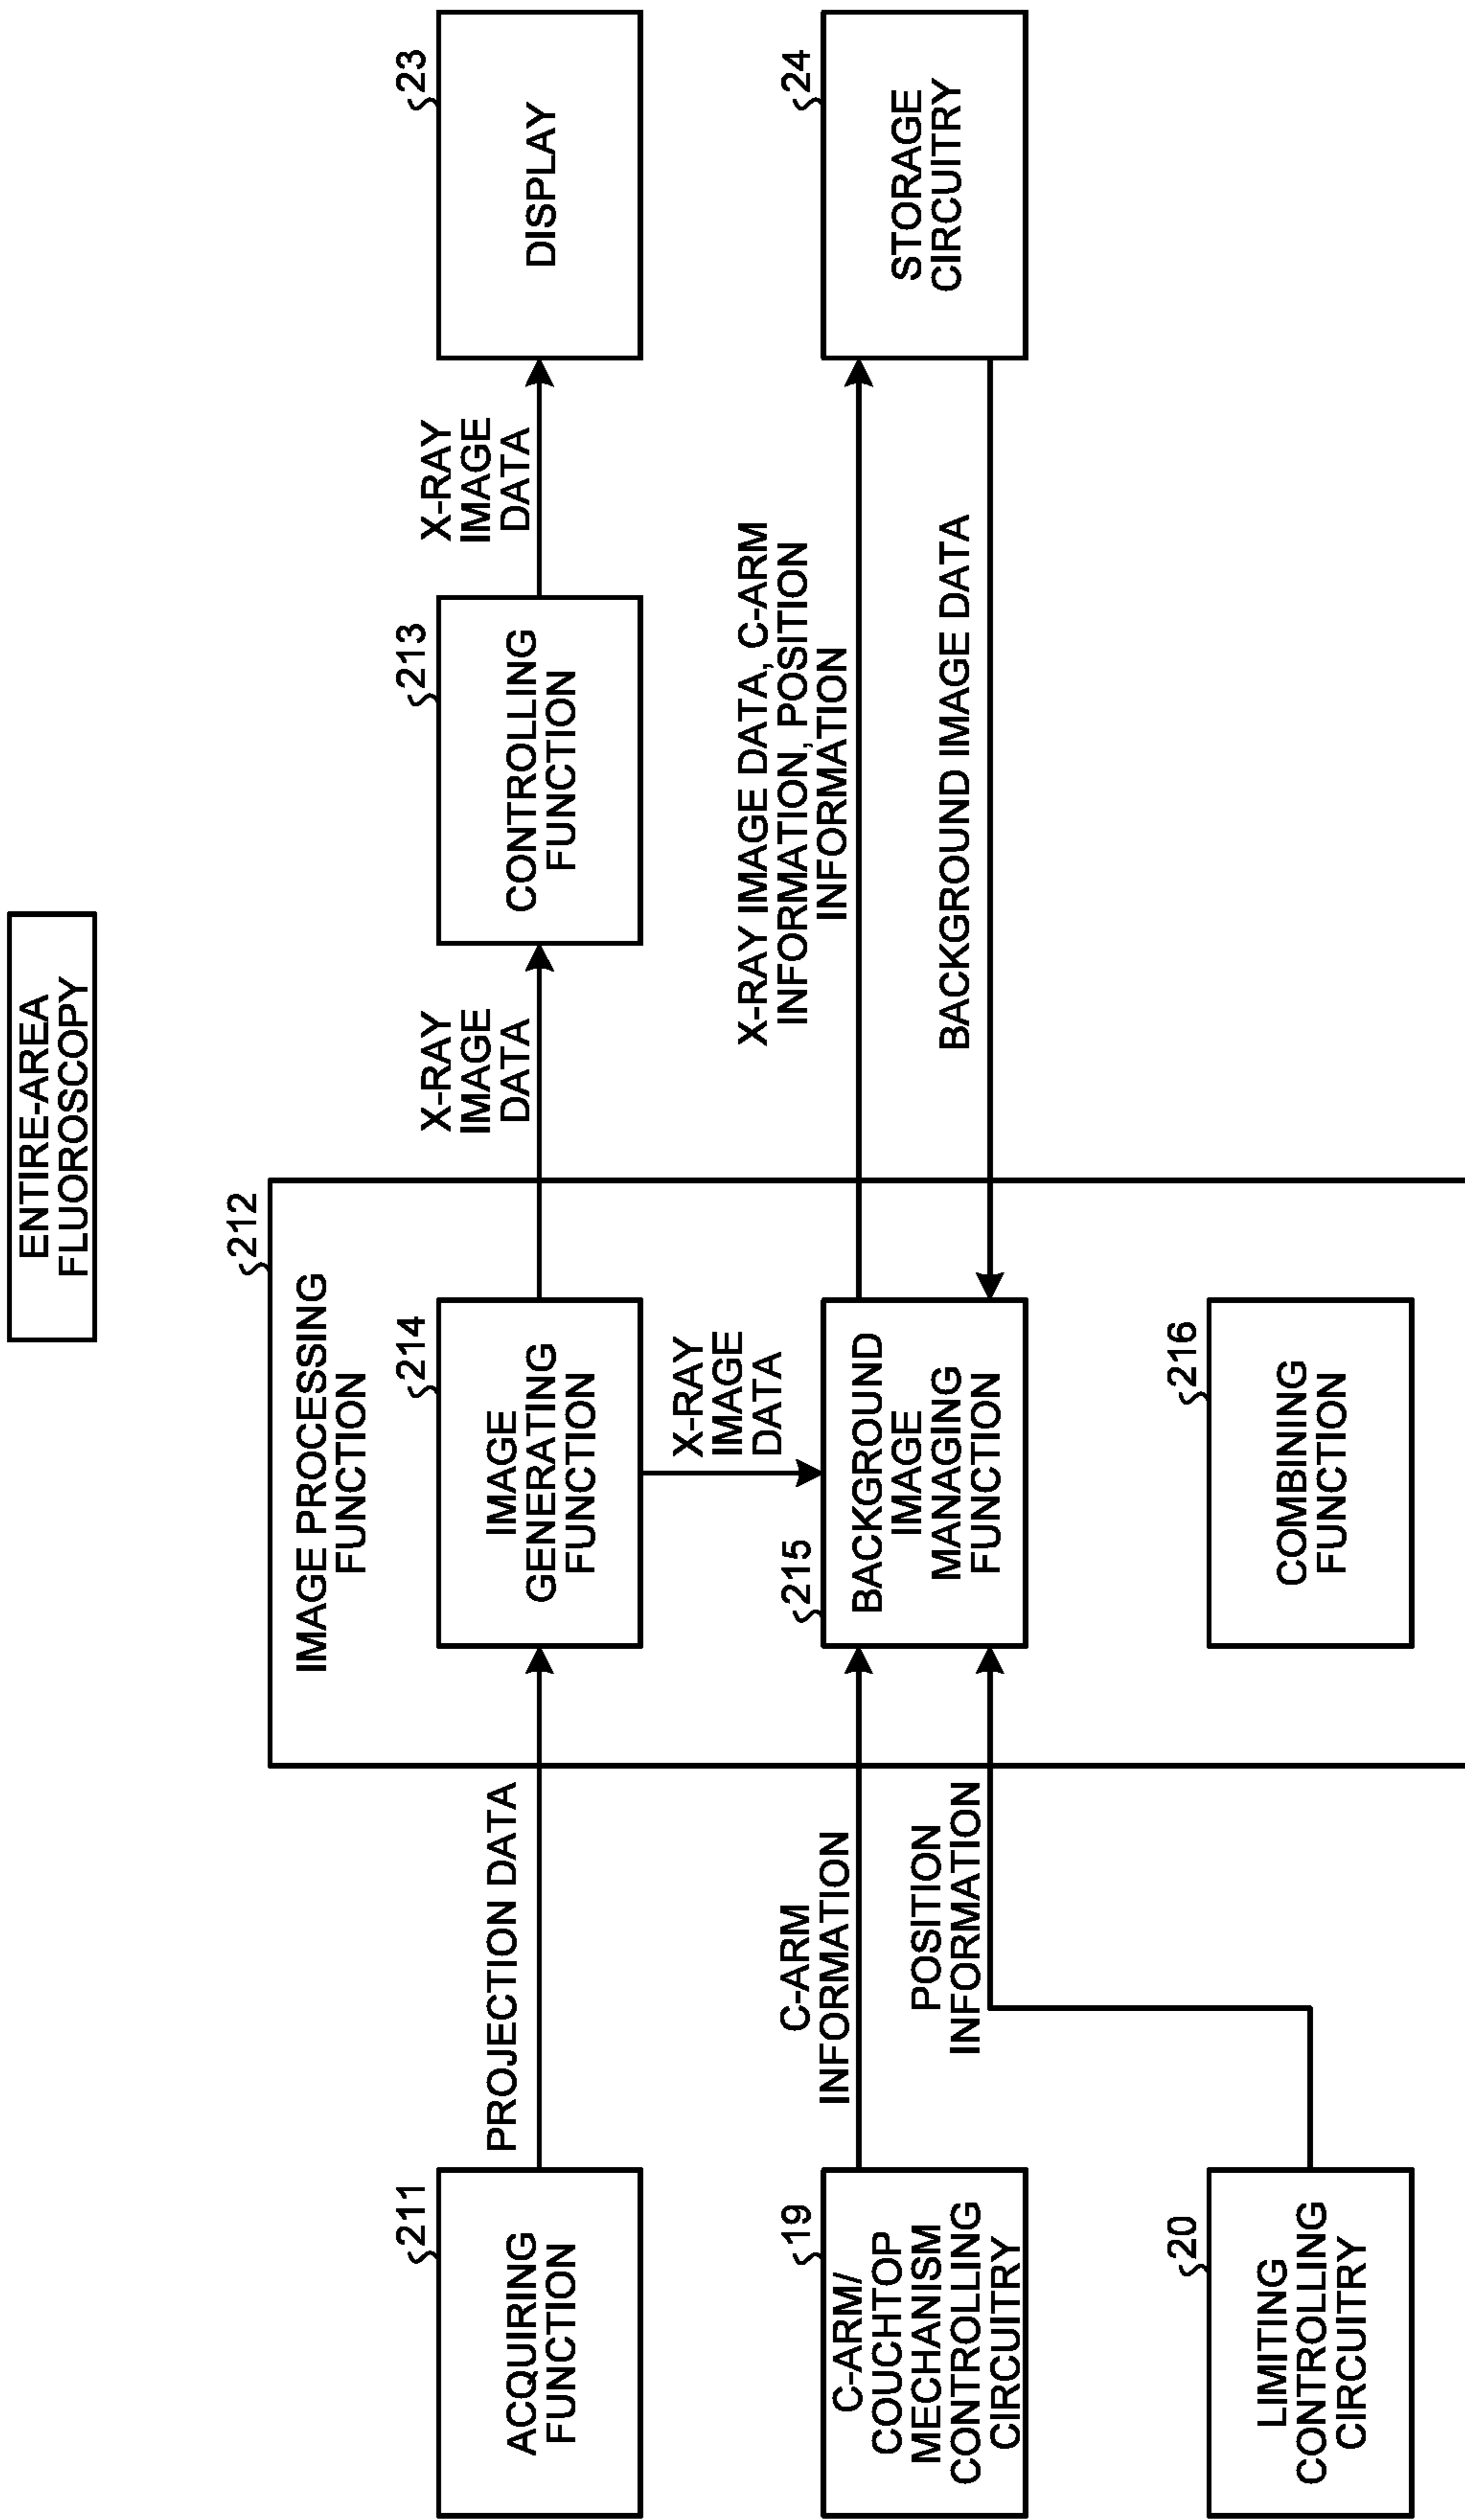 ENTIRE-AREA
FLUOROSCOPY
212
IMAGE PROCESSING
FUNCTION
211
ACQUIRING
FUNCTION
PROJECTION DATA
214
IMAGE
GENERATING
FUNCTION
X-RAY
IMAGE
DATA
213
CONTROLLING
FUNCTION
X-RAY
IMAGE
DATA
23
DISPLAY
X-RAY
IMAGE
DATA
19
C-ARM/
COUCHTOP
MECHANISM
CONTROLLING
CIRCUITRY
C-ARM
INFORMATION
POSITION
INFORMATION
215
BACKGROUND
IMAGE
MANAGING
FUNCTION
X-RAY IMAGE DATA, C-ARM
INFORMATION, POSITION
INFORMATION
BACKGROUND IMAGE DATA
24
STORAGE
CIRCUITRY
20
LIMITING
CONTROLLING
CIRCUITRY
216
COMBINING
FUNCTION